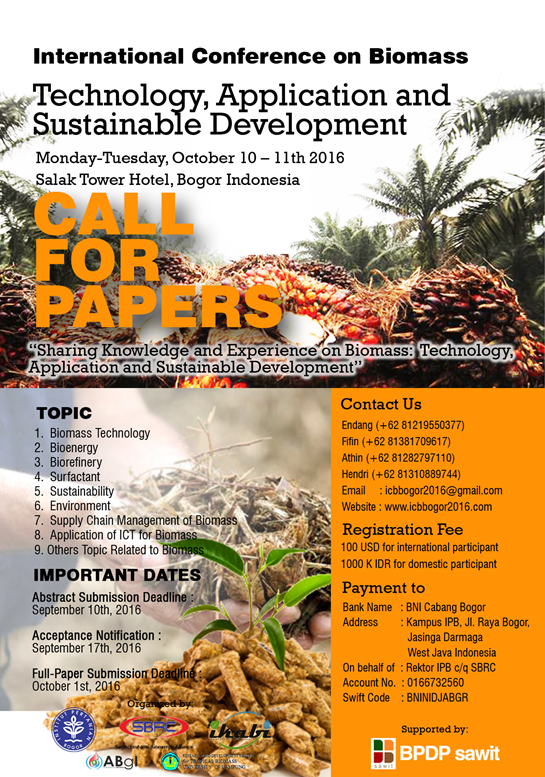 International Conference on Biomass
Technology, Application and
Sustainable Development
Monday-Tuesday, October 10 – 11th 2016
Salak Tower Hotel, Bogor Indonesia
CALL
FOR
PAPERS
“Sharing Knowledge and Experience on Biomass: Technology,
Application and Sustainable Development”
TOPIC
1. Biomass Technology
2. Bioenergy
3. Biorefinery
4. Surfactant
5. Sustainability
6. Environment
7. Supply Chain Management of Biomass
8. Application of ICT for Biomass
9. Others Topic Related to Biomass
IMPORTANT DATES
Abstract Submission Deadline :
September 10th, 2016
Acceptance Notification :
September 17th, 2016
Full-Paper Submission Deadline :
October 1st, 2016
Organized by:
INSTITUT PERTANIAN
BOGOR
SBRC
ikabi
ABgI
Contact Us
Endang (+62 81219550377)
Fifin (+62 81381709617)
Athin (+62 81282797110)
Hendri (+62 81310889744)
Email : icbbogor2016@gmail.com
Website : www.icbbogor2016.com
Registration Fee
100 USD for international participant
1000 K IDR for domestic participant
Payment to
Bank Name : BNI Cabang Bogor
Address : Kampus IPB, Jl. Raya Bogor,
Jasinga Darmaga
West Java Indonesia
On behalf of : Rektor IPB c/q SBRC
Account No. : 0166732560
Swift Code : BNINIDJABGR
Supported by:
BPDP sawit